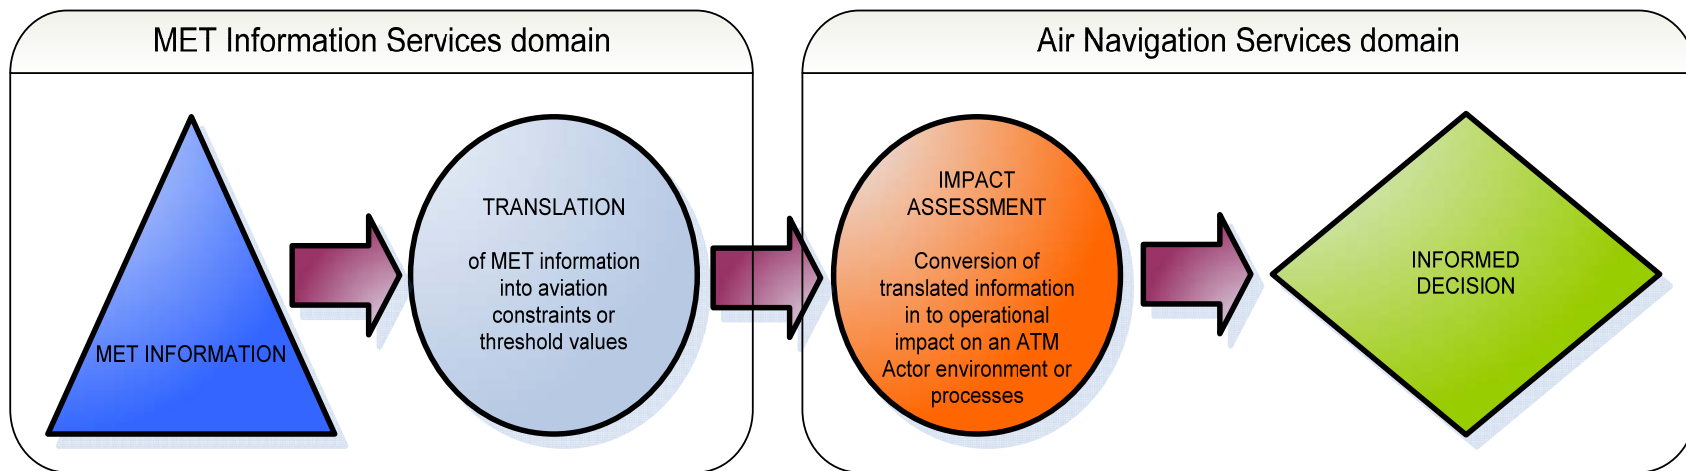 MET Information Services domain
Air Navigation Services domain
MET INFORMATION
TRANSLATION
of MET information
into aviation
constraints or
threshold values
IMPACT
ASSESSMENT
Conversion of
translated information
in to operational
impact on an ATM
Actor environment or
processes
INFORMED
DECISION